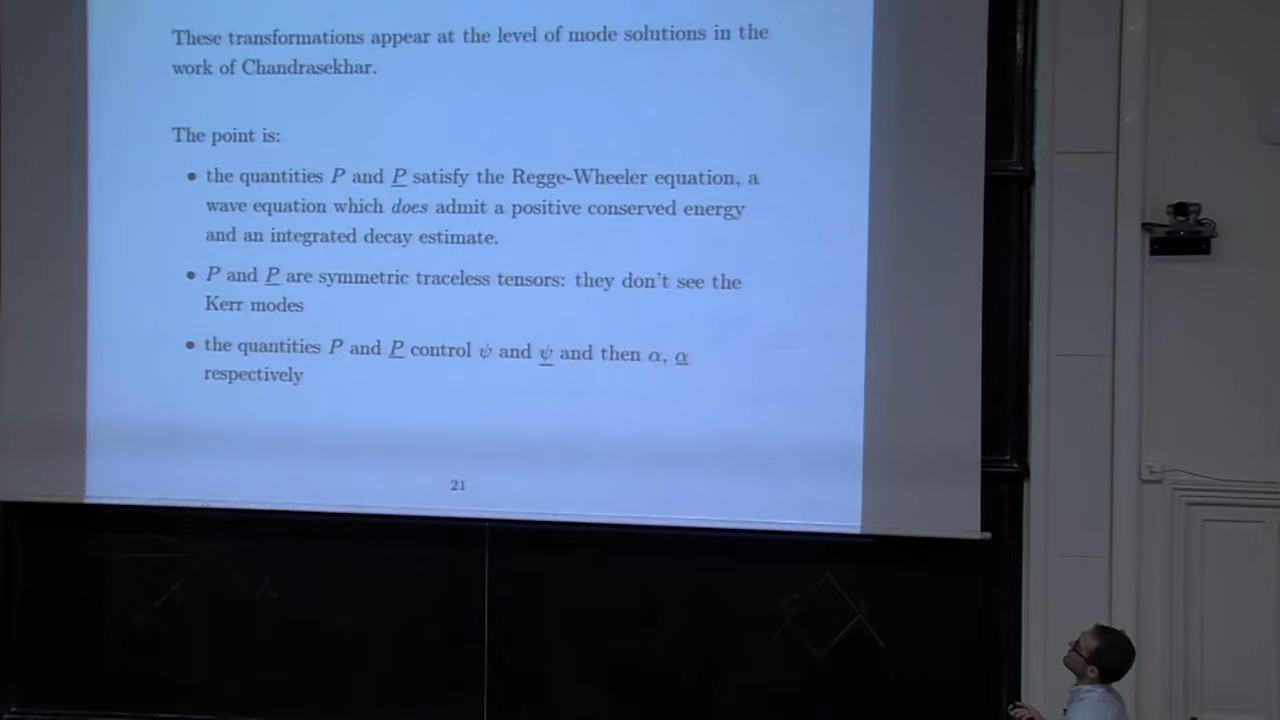 These transformations appear at the level of mode solutions in the
work of Chandrasekhar.
The point is:
• the quantities P and P̲ satisfy the Regge-Wheeler equation, a
wave equation which does admit a positive conserved energy
and an integrated decay estimate.
• P and P̲ are symmetric traceless tensors: they don't see the
Kerr modes
• the quantities P and P̲ control ψ and ψ̲ and then α, α̲
respectively
21